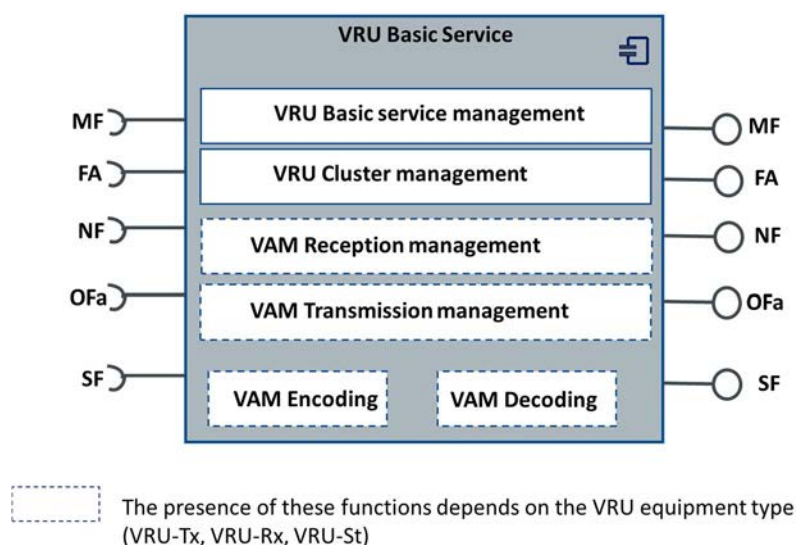 VRU Basic Service
VRU Basic service management
MF MF
VRU Cluster management
FA FA
VAM Reception management
NF NF
VAM Transmission management
OFa OFa
SF SF
VAM Encoding VAM Decoding
The presence of these functions depends on the VRU equipment type
(VRU-Tx, VRU-Rx, VRU-St)